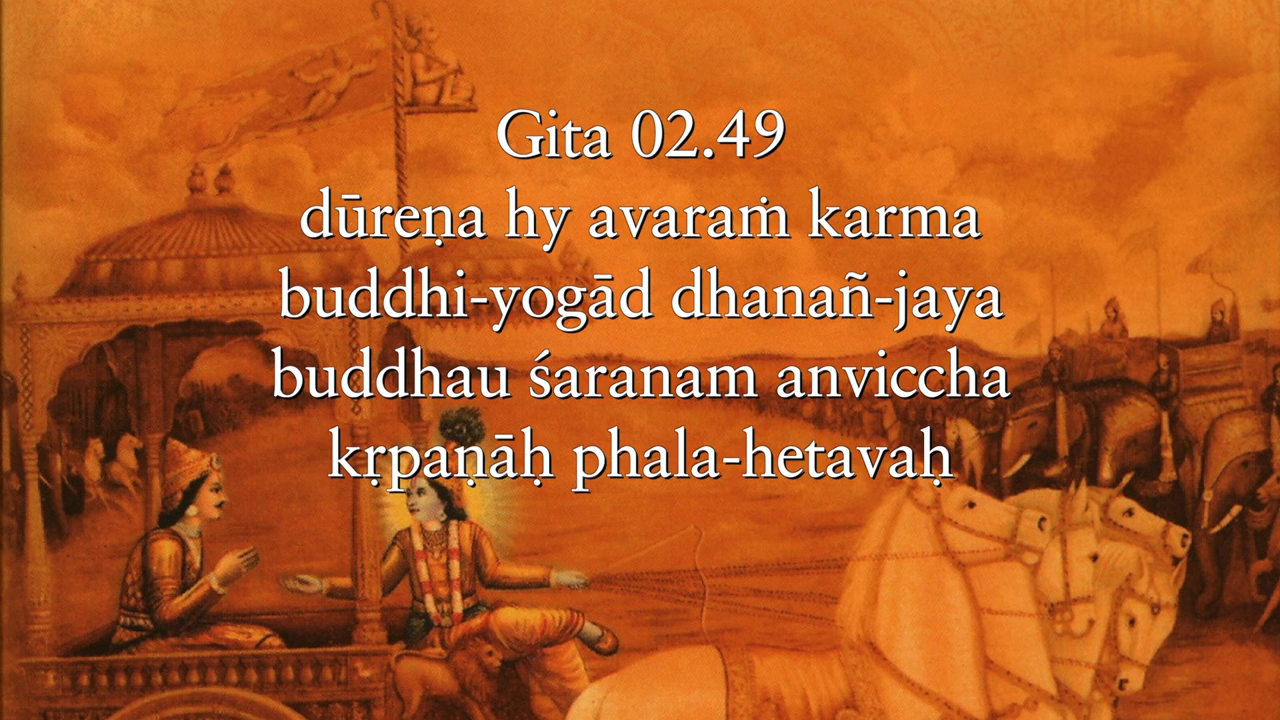 Gita 02.49
dūreṇa hy avaraṁ karma
buddhi-yogād dhanañ-jaya
buddhau śaranam anviccha
kṛpaṇāḥ phala-hetavaḥ